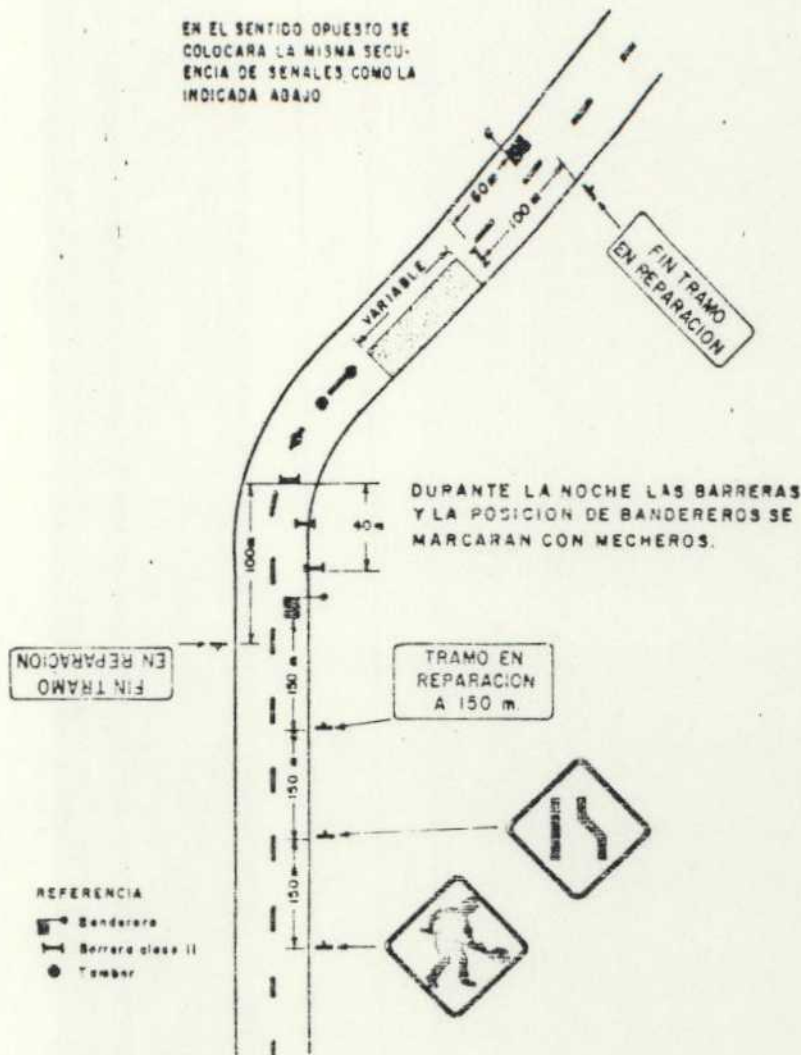 EN EL SENTIDO OPUESTO SE
COLOCARA LA MISMA SECU-
ENCIA DE SEÑALES COMO LA
INDICADA ABAJO
60 m
100 m
VARIABLE
FIN TRAMO
EN REPARACION
DURANTE LA NOCHE LAS BARRERAS
Y LA POSICION DE BANDEREROS SE
MARCARAN CON MECHEROS.
100 m
40 m
FIN TRAMO
EN REPARACION
150 m
TRAMO EN
REPARACION
A 150 m.
150 m
150 m
REFERENCIA
Banderero
Barrera clase II
Tambor